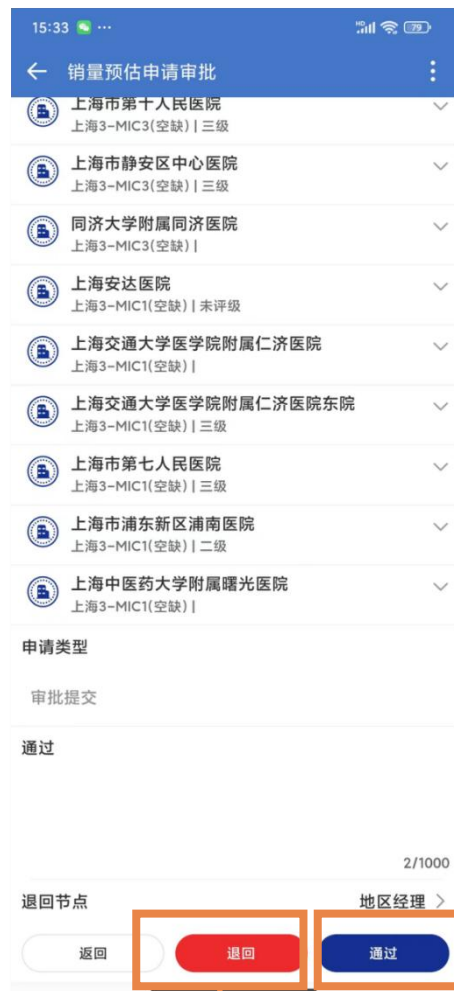 15:33 ···
HD 79
销量预估申请审批
上海市第十人民医院
上海3-MIC3(空缺) | 三级
上海市静安区中心医院
上海3-MIC3(空缺) | 三级
同济大学附属同济医院
上海3-MIC3(空缺) |
上海安达医院
上海3-MIC1(空缺) | 未评级
上海交通大学医学院附属仁济医院
上海3-MIC1(空缺) |
上海交通大学医学院附属仁济医院东院
上海3-MIC1(空缺) | 三级
上海市第七人民医院
上海3-MIC1(空缺) | 三级
上海市浦东新区浦南医院
上海3-MIC1(空缺) | 二级
上海中医药大学附属曙光医院
上海3-MIC1(空缺) |
申请类型
审批提交
通过
2/1000
退回节点
地区经理
返回
退回
通过